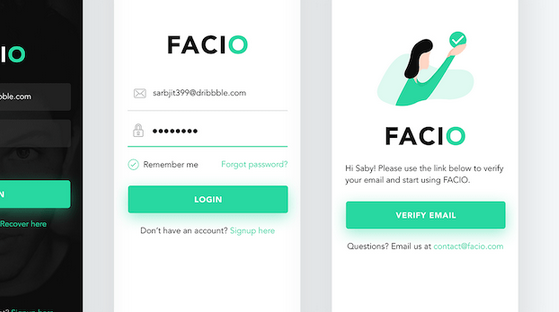 IO
bble.com
N
Recover here
Signup here
FACIO
sarbjit399@dribbble.com
Remember me
Forgot password?
LOGIN
Don't have an account? Signup here
FACIO
Hi Saby! Please use the link below to verify
your email and start using FACIO.
VERIFY EMAIL
Questions? Email us at contact@facio.com